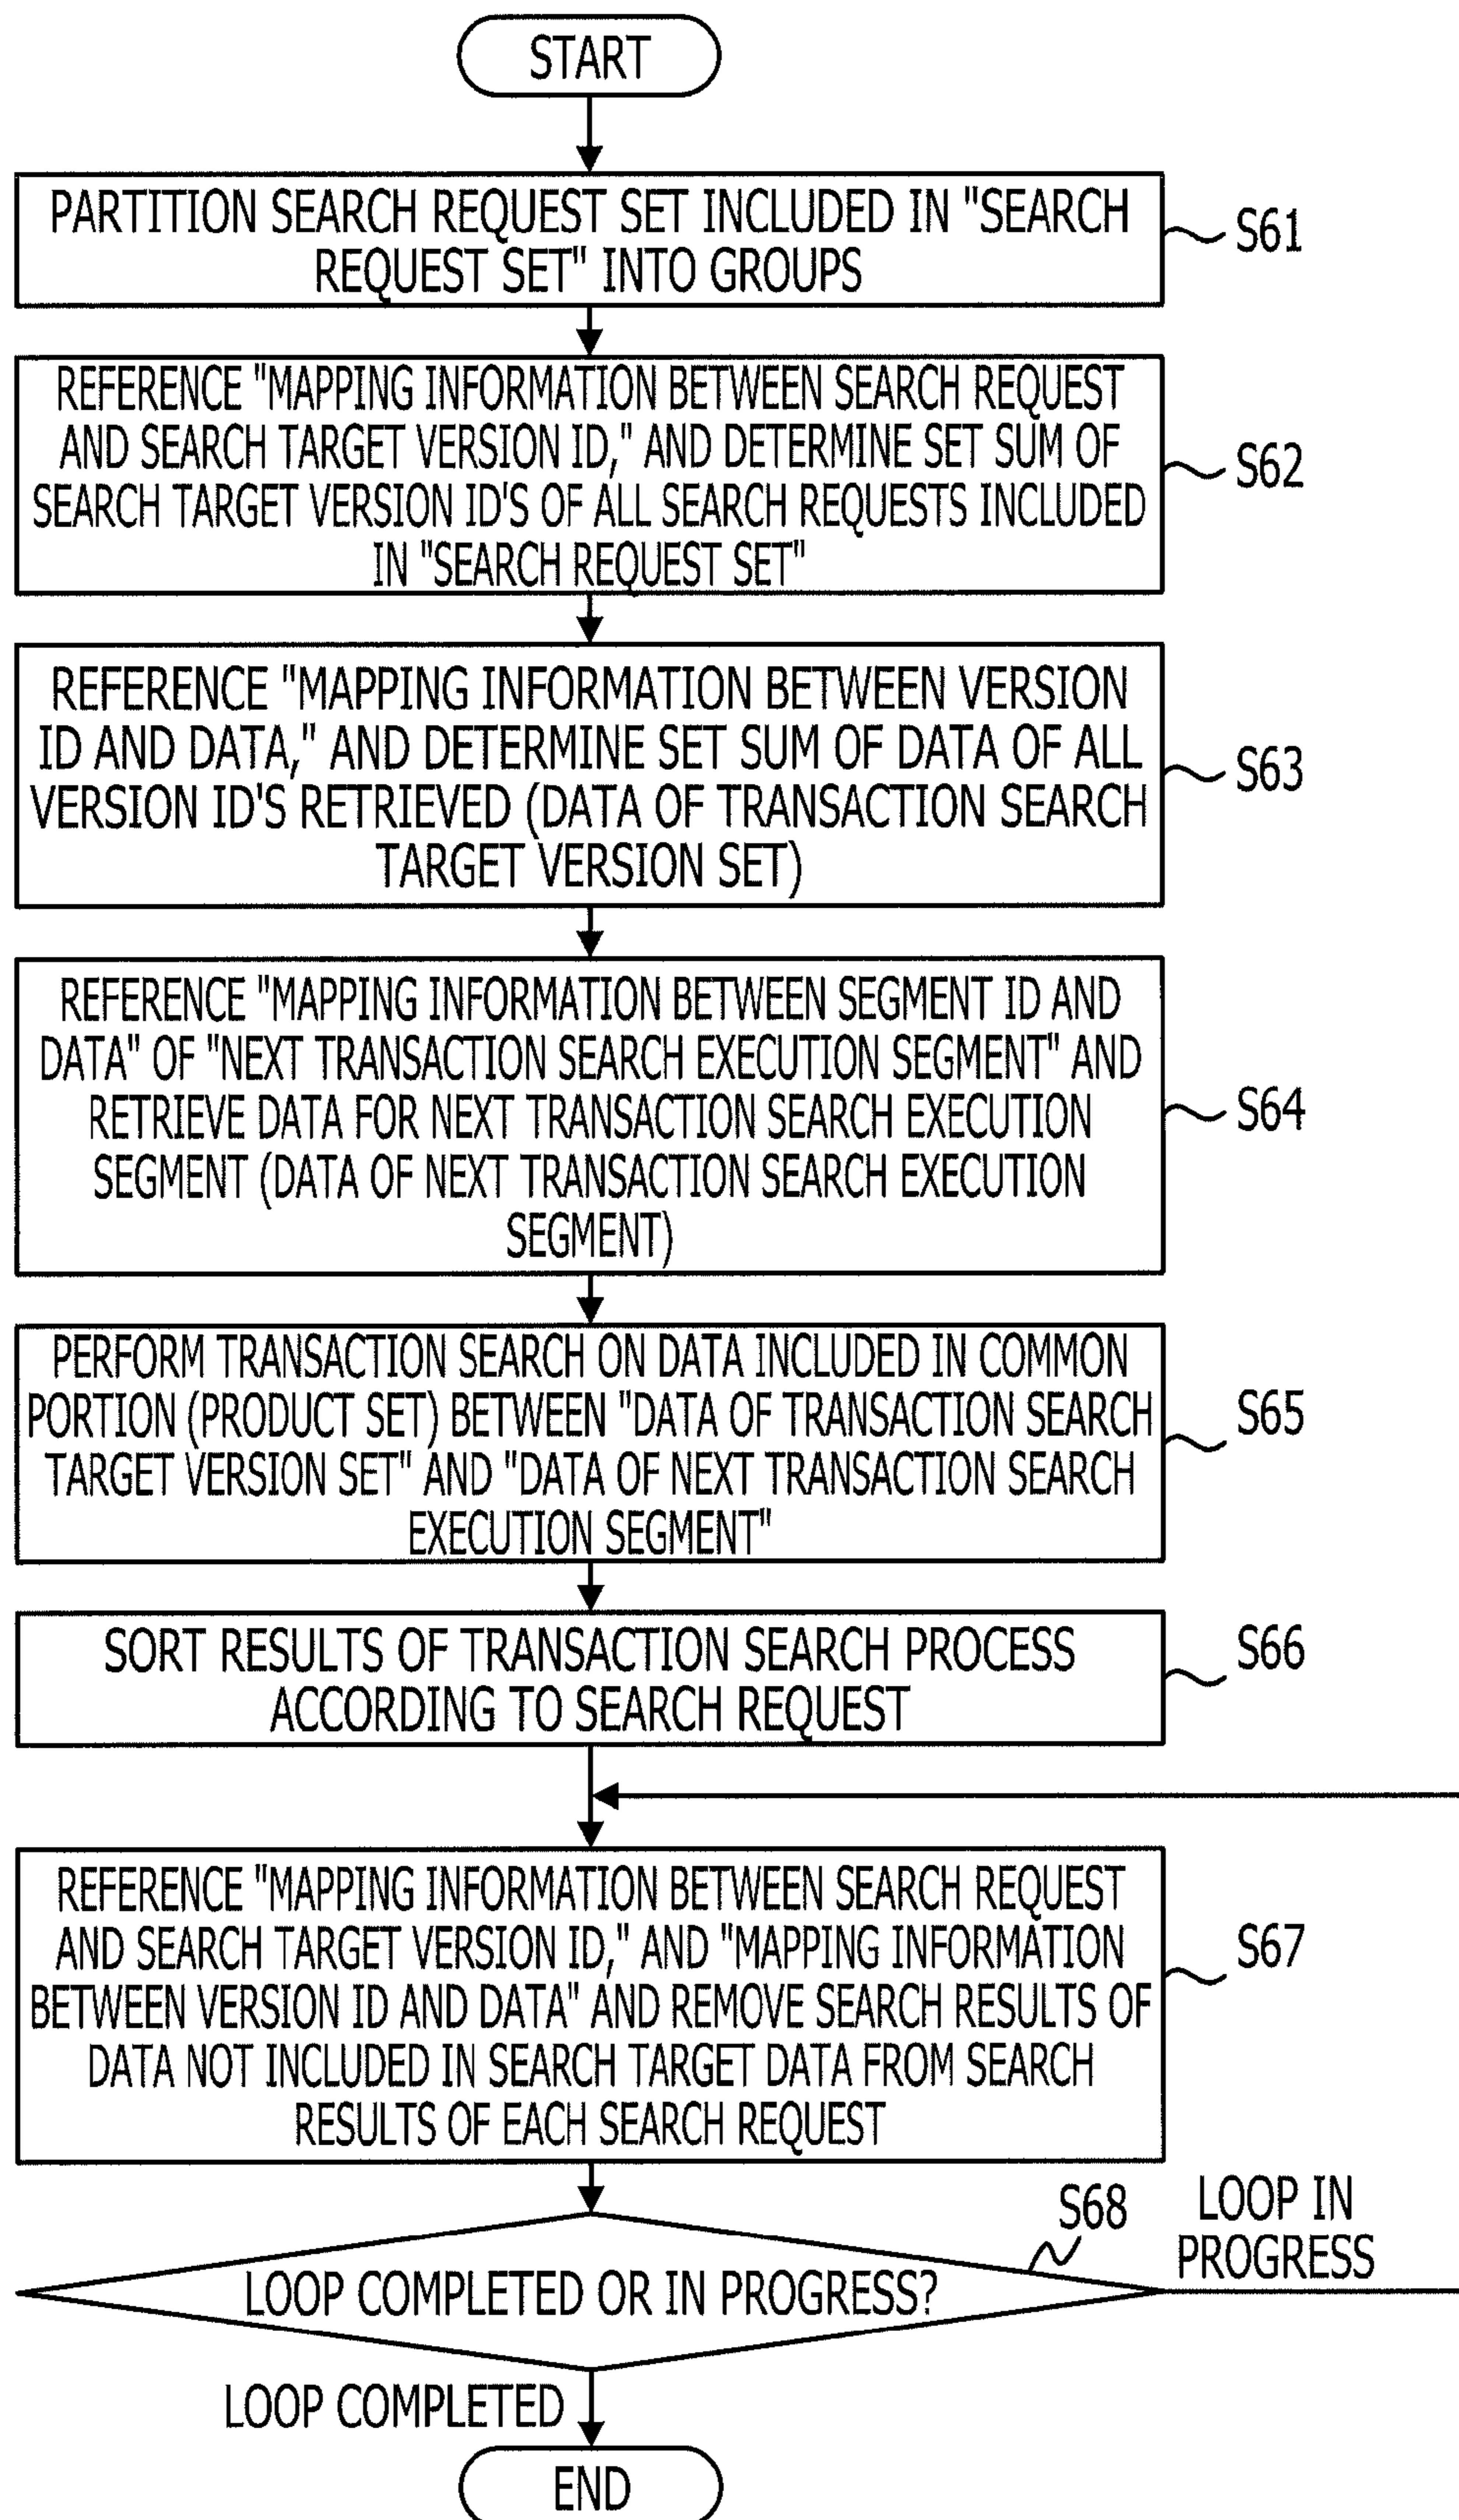 START
PARTITION SEARCH REQUEST SET INCLUDED IN "SEARCH
REQUEST SET" INTO GROUPS
S61
REFERENCE "MAPPING INFORMATION BETWEEN SEARCH REQUEST
AND SEARCH TARGET VERSION ID," AND DETERMINE SET SUM OF
SEARCH TARGET VERSION ID'S OF ALL SEARCH REQUESTS INCLUDED
IN "SEARCH REQUEST SET"
S62
REFERENCE "MAPPING INFORMATION BETWEEN VERSION
ID AND DATA," AND DETERMINE SET SUM OF DATA OF ALL
VERSION ID'S RETRIEVED (DATA OF TRANSACTION SEARCH
TARGET VERSION SET)
S63
REFERENCE "MAPPING INFORMATION BETWEEN SEGMENT ID AND
DATA" OF "NEXT TRANSACTION SEARCH EXECUTION SEGMENT" AND
RETRIEVE DATA FOR NEXT TRANSACTION SEARCH EXECUTION
SEGMENT (DATA OF NEXT TRANSACTION SEARCH EXECUTION
SEGMENT)
S64
PERFORM TRANSACTION SEARCH ON DATA INCLUDED IN COMMON
PORTION (PRODUCT SET) BETWEEN "DATA OF TRANSACTION SEARCH
TARGET VERSION SET" AND "DATA OF NEXT TRANSACTION SEARCH
EXECUTION SEGMENT"
S65
SORT RESULTS OF TRANSACTION SEARCH PROCESS
ACCORDING TO SEARCH REQUEST
S66
REFERENCE "MAPPING INFORMATION BETWEEN SEARCH REQUEST
AND SEARCH TARGET VERSION ID," AND "MAPPING INFORMATION
BETWEEN VERSION ID AND DATA" AND REMOVE SEARCH RESULTS OF
DATA NOT INCLUDED IN SEARCH TARGET DATA FROM SEARCH
RESULTS OF EACH SEARCH REQUEST
S67
S68
LOOP IN
PROGRESS
LOOP COMPLETED OR IN PROGRESS?
LOOP COMPLETED
END